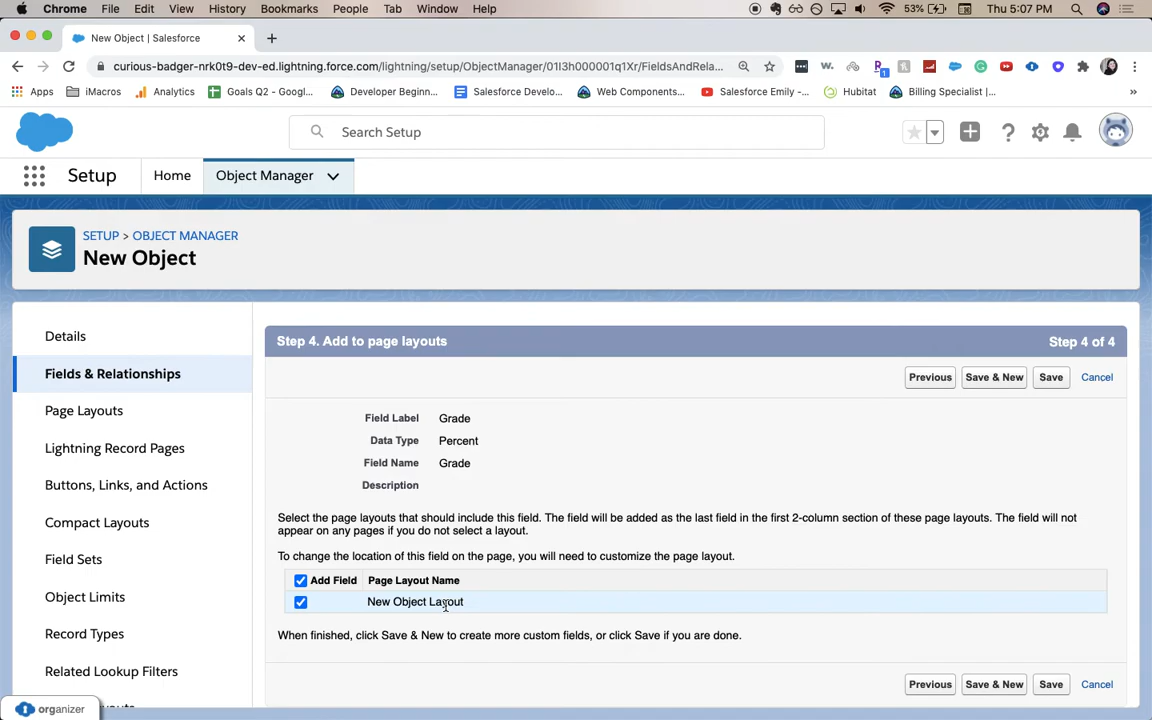 Chrome File Edit View History Bookmarks People Tab Window Help 53% Thu 5:07 PM
New Object | Salesforce
curious-badger-nrk0t9-dev-ed.lightning.force.com/lightning/setup/ObjectManager/01I3h000001q1Xr/FieldsAndRela...
Apps iMacros Analytics Goals Q2 - Googl... Developer Beginn... Salesforce Develo... Web Components... Salesforce Emily -... Hubitat Billing Specialist |... »
Search Setup
Setup Home Object Manager
SETUP > OBJECT MANAGER
New Object
Details
Fields & Relationships
Page Layouts
Lightning Record Pages
Buttons, Links, and Actions
Compact Layouts
Field Sets
Object Limits
Record Types
Related Lookup Filters
organizer
Step 4. Add to page layouts Step 4 of 4
Previous Save & New Save Cancel
Field Label Grade
Data Type Percent
Field Name Grade
Description
Select the page layouts that should include this field. The field will be added as the last field in the first 2-column section of these page layouts. The field will not
appear on any pages if you do not select a layout.
To change the location of this field on the page, you will need to customize the page layout.
Add Field Page Layout Name
New Object Layout
When finished, click Save & New to create more custom fields, or click Save if you are done.
Previous Save & New Save Cancel